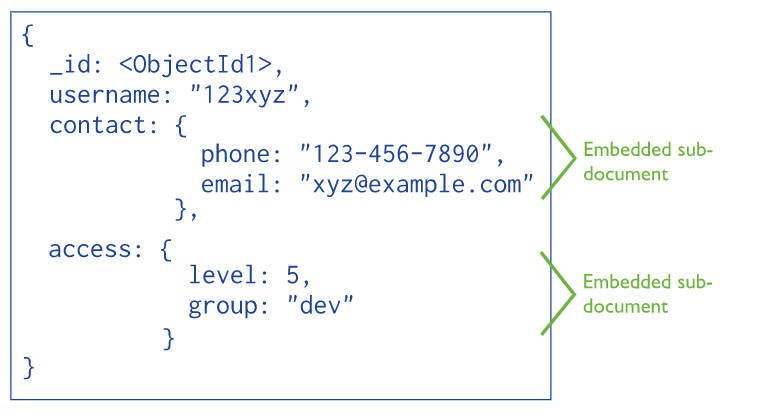 {
_id: <ObjectId1>,
username: "123xyz",
contact: {
phone: "123-456-7890",
email: "xyz@example.com"
},
Embedded sub-
document
access: {
level: 5,
group: "dev"
}
Embedded sub-
document
}